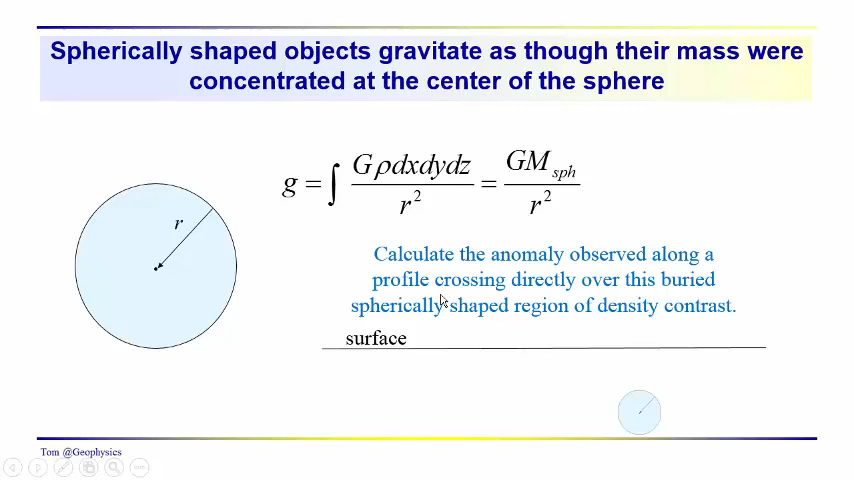 Spherically shaped objects gravitate as though their mass were
concentrated at the center of the sphere
g = ∫ Gρdxdydz / r² = GM_sph / r²
r
Calculate the anomaly observed along a
profile crossing directly over this buried
spherically shaped region of density contrast.
surface
Tom @Geophysics